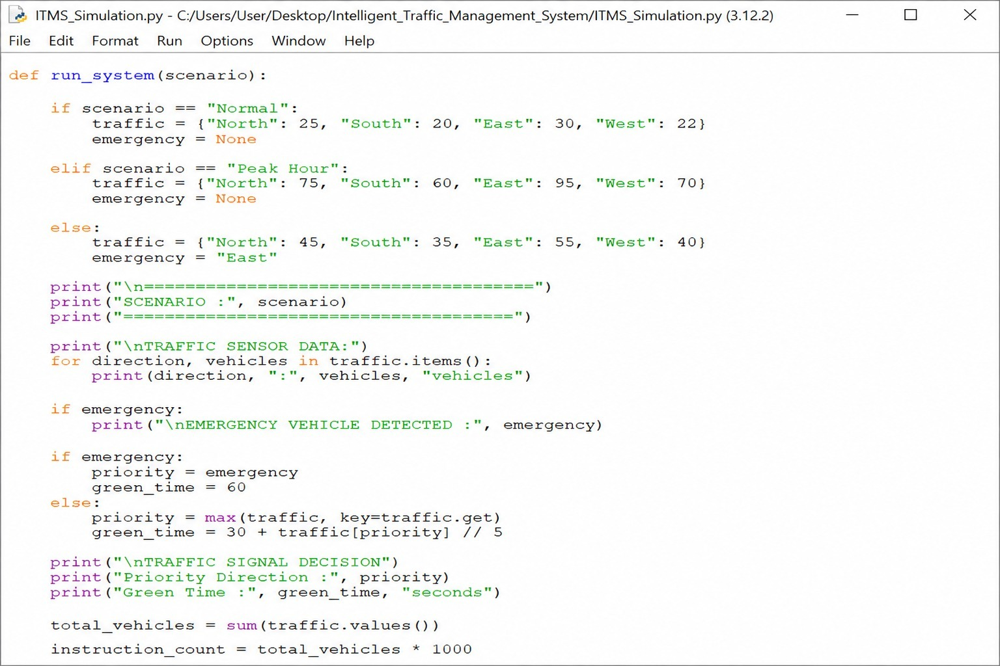 ITMS_Simulation.py - C:/Users/User/Desktop/Intelligent_Traffic_Management_System/ITMS_Simulation.py (3.12.2)
File Edit Format Run Options Window Help
def run_system(scenario):
    if scenario == "Normal":
        traffic = {"North": 25, "South": 20, "East": 30, "West": 22}
        emergency = None
    elif scenario == "Peak Hour":
        traffic = {"North": 75, "South": 60, "East": 95, "West": 70}
        emergency = None
    else:
        traffic = {"North": 45, "South": 35, "East": 55, "West": 40}
        emergency = "East"
    print("\n======================================")
    print("SCENARIO :", scenario)
    print("======================================")
    print("\nTRAFFIC SENSOR DATA:")
    for direction, vehicles in traffic.items():
        print(direction, ":", vehicles, "vehicles")
    if emergency:
        print("\nEMERGENCY VEHICLE DETECTED :", emergency)
    if emergency:
        priority = emergency
        green_time = 60
    else:
        priority = max(traffic, key=traffic.get)
        green_time = 30 + traffic[priority] // 5
    print("\nTRAFFIC SIGNAL DECISION")
    print("Priority Direction :", priority)
    print("Green Time :", green_time, "seconds")
    total_vehicles = sum(traffic.values())
    instruction_count = total_vehicles * 1000